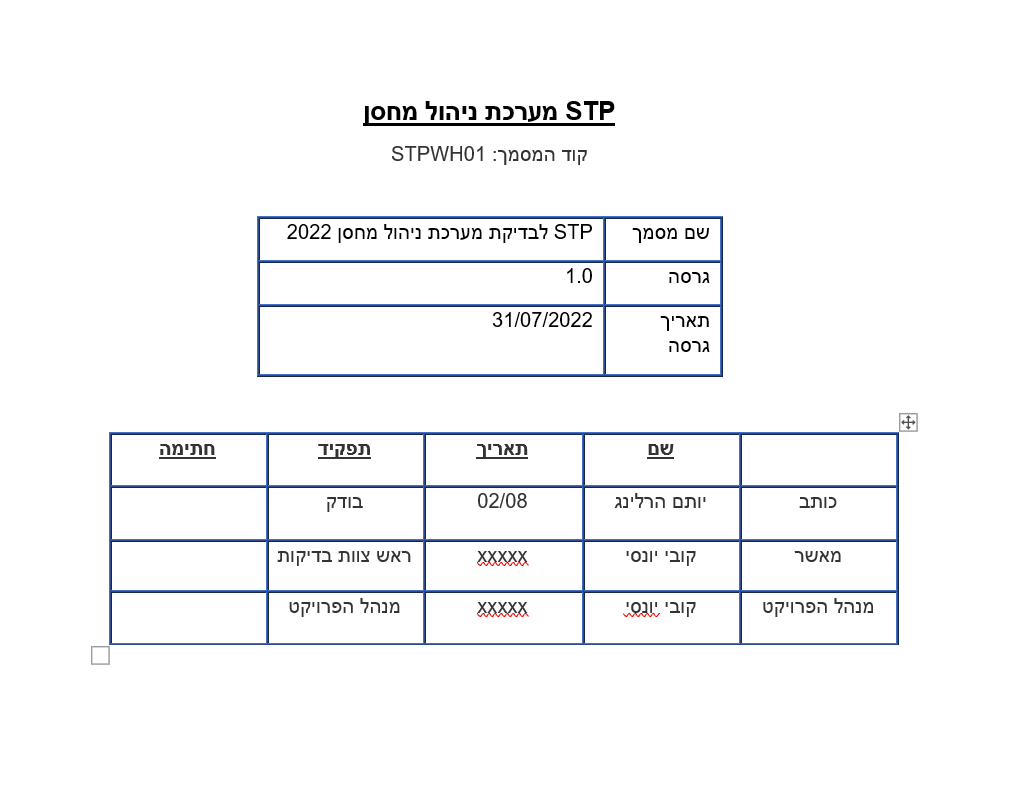 STP מערכת ניהול מחסן
קוד המסמך: STPWH01
שם מסמך STP לבדיקת מערכת ניהול מחסן 2022
גרסה 1.0
תאריך 31/07/2022
גרסה
שם תאריך תפקיד חתימה
כותב יותם הרלינג 02/08 בודק
מאשר קובי יונסי xxxxx ראש צוות בדיקות
מנהל הפרויקט קובי יונסי xxxxx מנהל הפרויקט